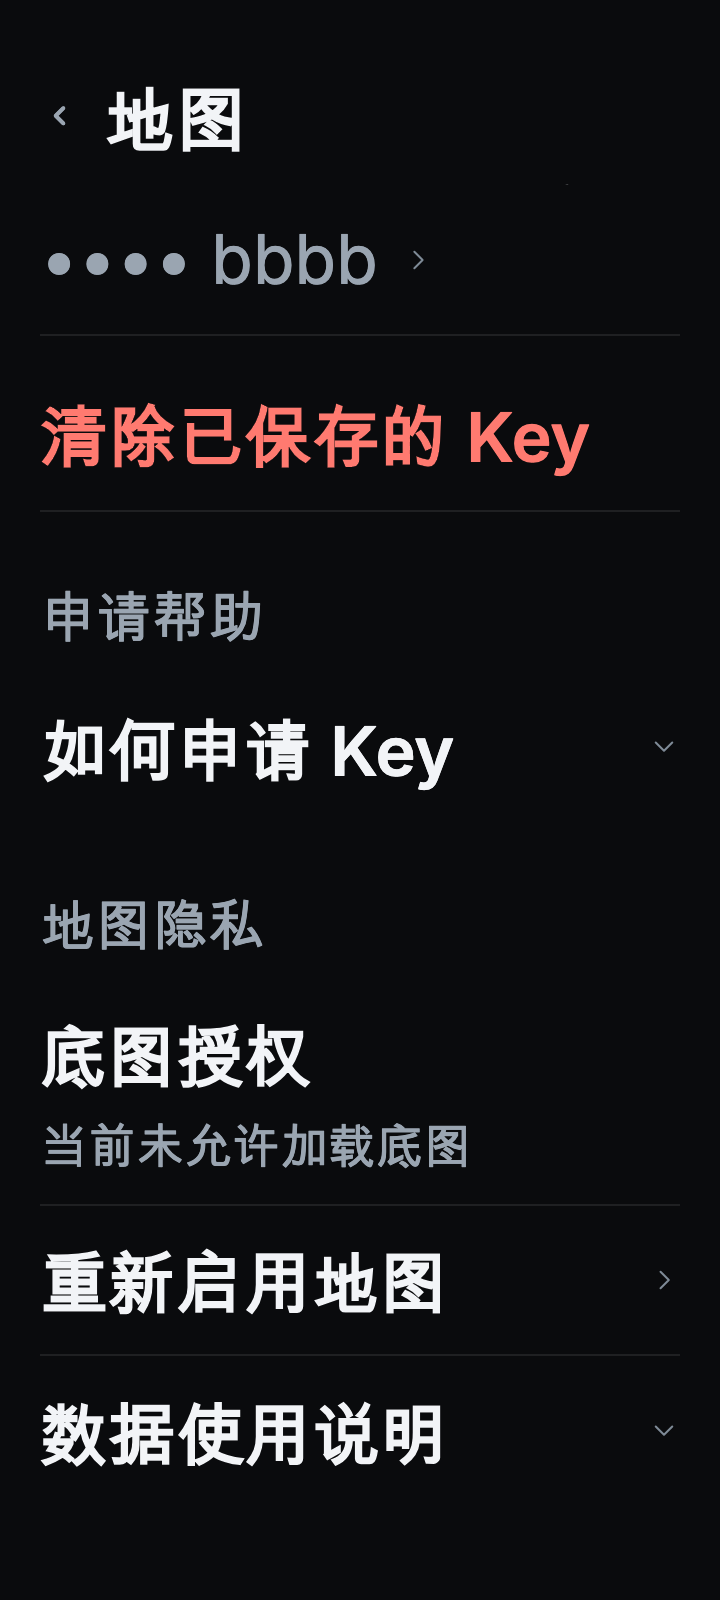 地图
•••• bbbb
清除已保存的 Key
申请帮助
如何申请 Key
地图隐私
底图授权
当前未允许加载底图
重新启用地图
数据使用说明